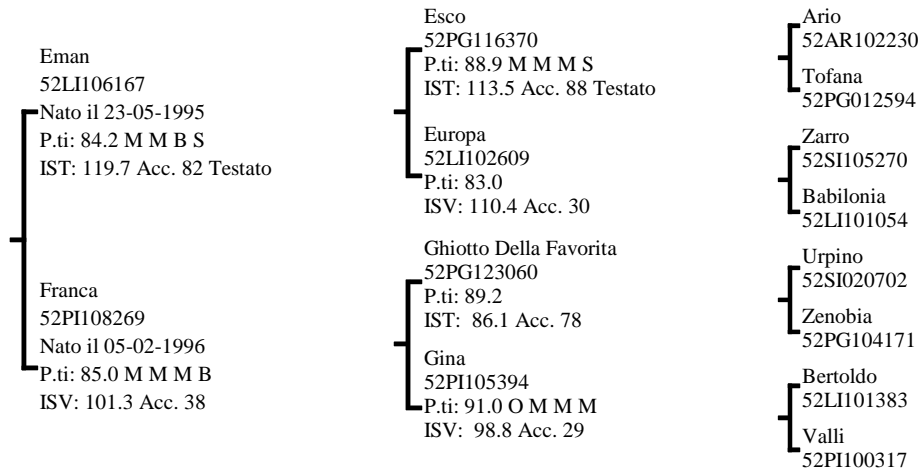 Eman
52LI106167
Nato il 23-05-1995
P.ti: 84.2 M M B S
IST: 119.7 Acc. 82 Testato
Franca
52PI108269
Nato il 05-02-1996
P.ti: 85.0 M M M B
ISV: 101.3 Acc. 38
Esco
52PG116370
P.ti: 88.9 M M M S
IST: 113.5 Acc. 88 Testato
Europa
52LI102609
P.ti: 83.0
ISV: 110.4 Acc. 30
Ghiotto Della Favorita
52PG123060
P.ti: 89.2
IST: 86.1 Acc. 78
Gina
52PI105394
P.ti: 91.0 O M M M
ISV: 98.8 Acc. 29
Ario
52AR102230
Tofana
52PG012594
Zarro
52SI105270
Babilonia
52LI101054
Urpino
52SI020702
Zenobia
52PG104171
Bertoldo
52LI101383
Valli
52PI100317